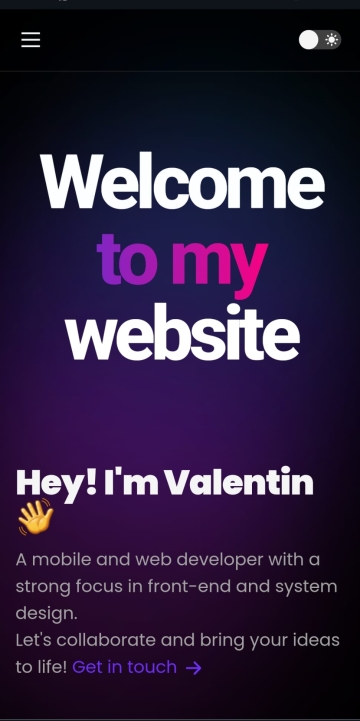 Welcome
to my
website
Hey! I'm Valentin
👋
A mobile and web developer with a
strong focus in front-end and system
design.
Let's collaborate and bring your ideas
to life! Get in touch →